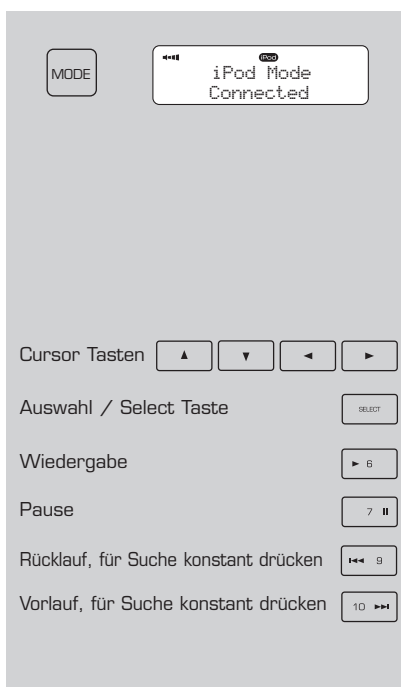 MODE
iPod
iPod Mode
Connected
Cursor Tasten ▲ ▼ ◄ ►
Auswahl / Select Taste SELECT
Wiedergabe ► 6
Pause 7 ⏸
Rücklauf, für Suche konstant drücken ⏮ 9
Vorlauf, für Suche konstant drücken 10 ⏭